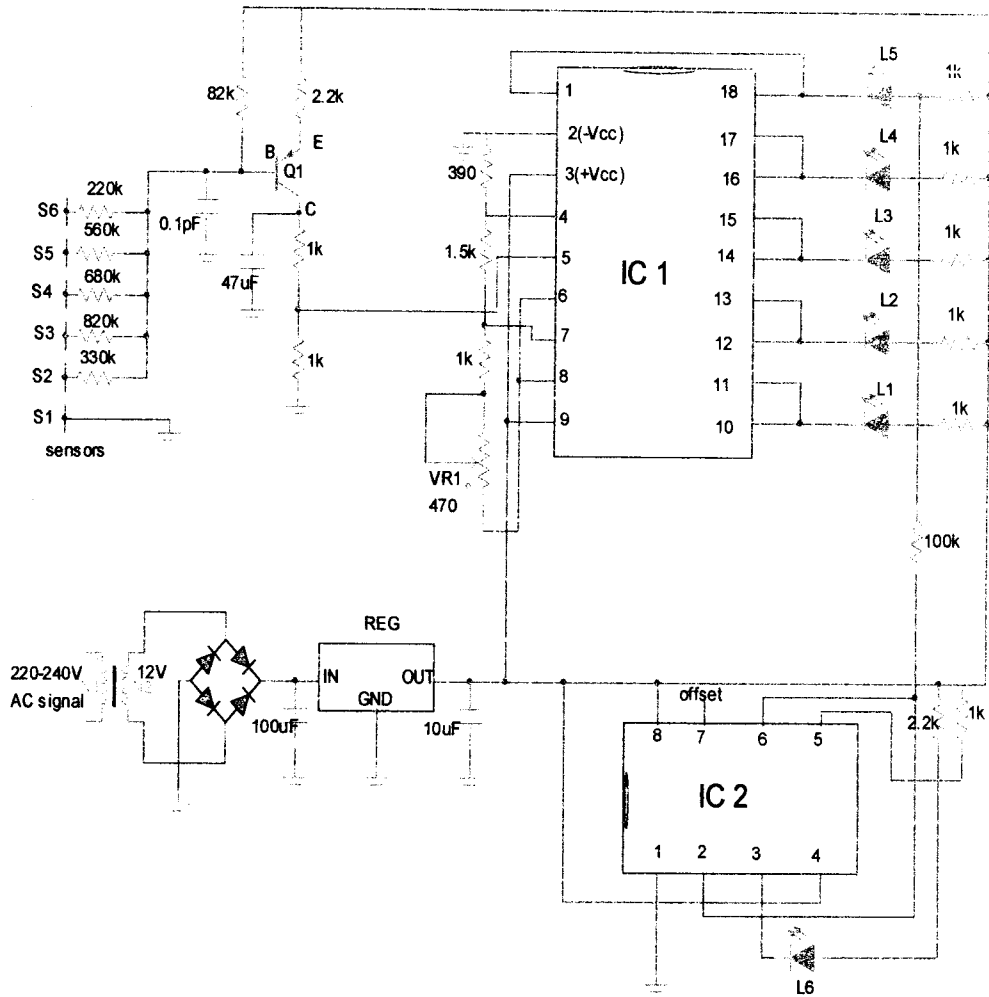 L5
1k
82k
2.2k
1
18
L4
B
E
2(-Vcc)
17
1k
Q1
390
3(+Vcc)
16
220k
S6
0.1pF
C
4
15
L3
560k
1k
1.5k
5
IC 1
14
1k
S5
680k
47uF
6
13
L2
S4
820k
7
12
1k
S3
330k
1k
1k
8
11
L1
S2
9
10
1k
S1
sensors
VR1
470
100k
REG
220-240V
AC signal
12V
IN
OUT
GND
100uF
10uF
offset
2.2k
1k
8
7
6
5
IC 2
1
2
3
4
L6